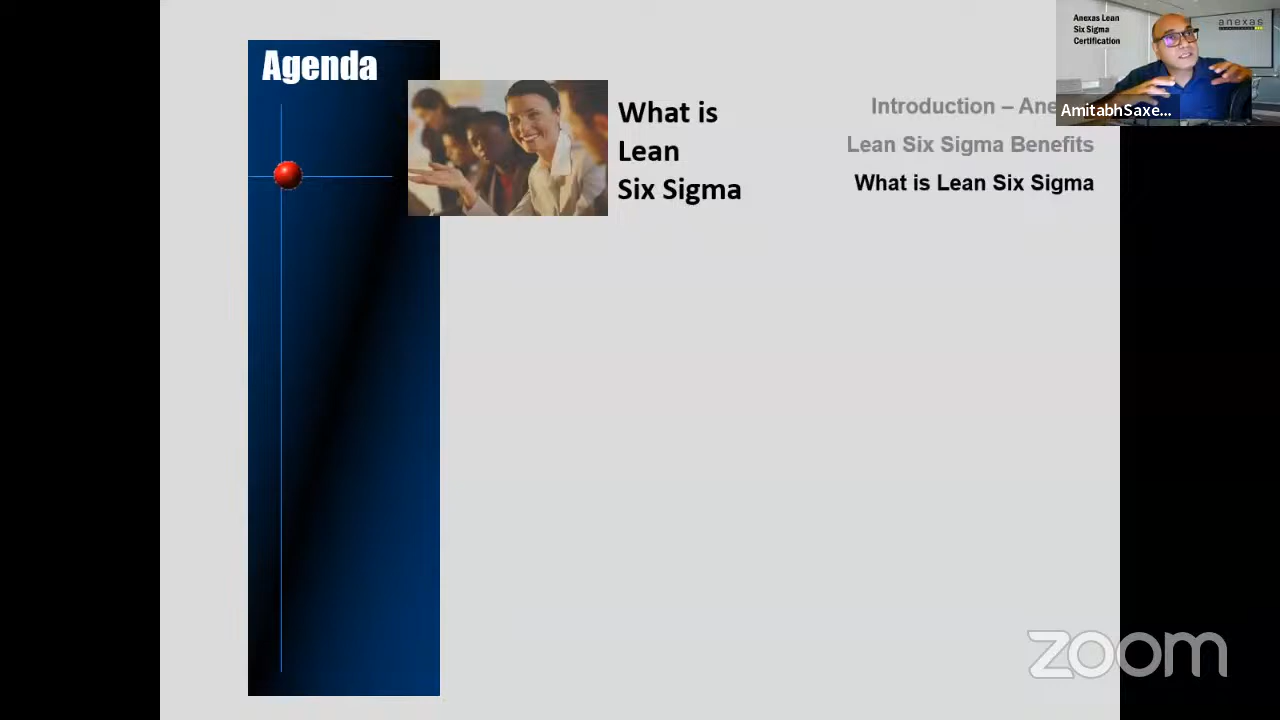 Agenda
What is
Lean
Six Sigma
Introduction – Ane
Lean Six Sigma Benefits
What is Lean Six Sigma
Anexas Lean
Six Sigma
Certification
anexas
AmitabhSaxe...
zoom